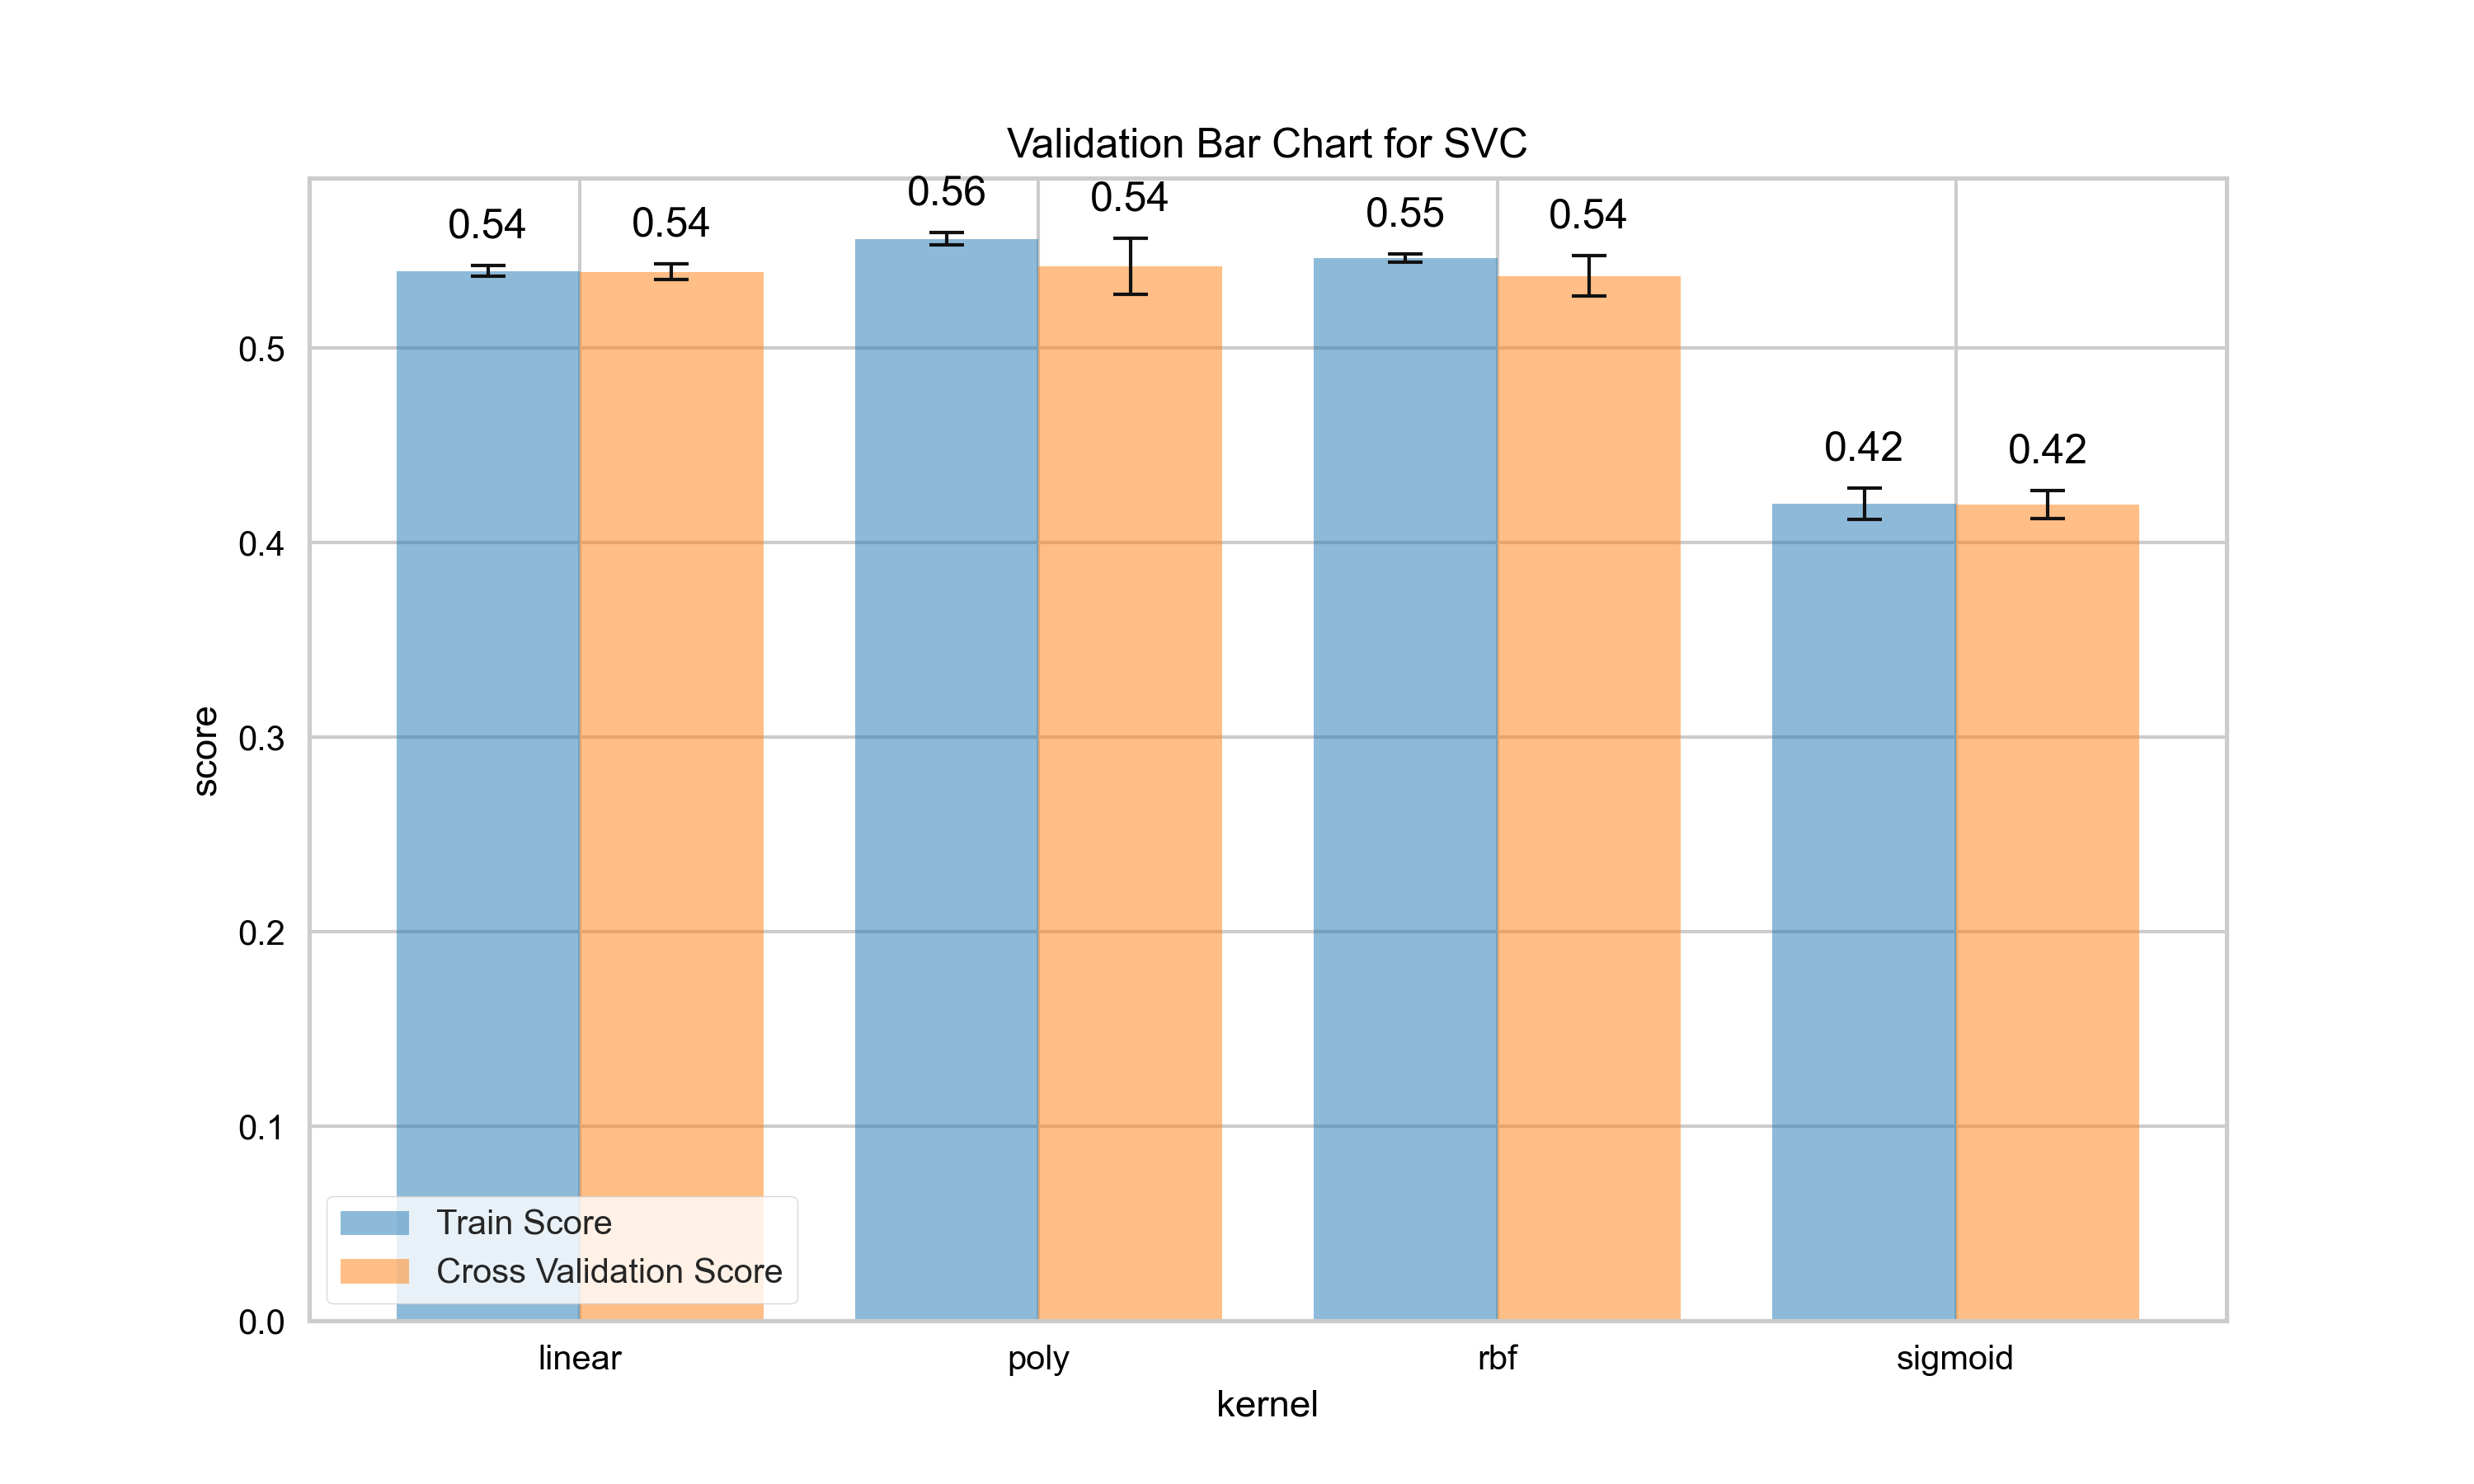 Validation Bar Chart for SVC
0.54
0.54
0.56
0.54
0.55
0.54
0.42
0.42
0.5
0.4
0.3
0.2
0.1
0.0
score
Train Score
Cross Validation Score
linear
poly
rbf
sigmoid
kernel